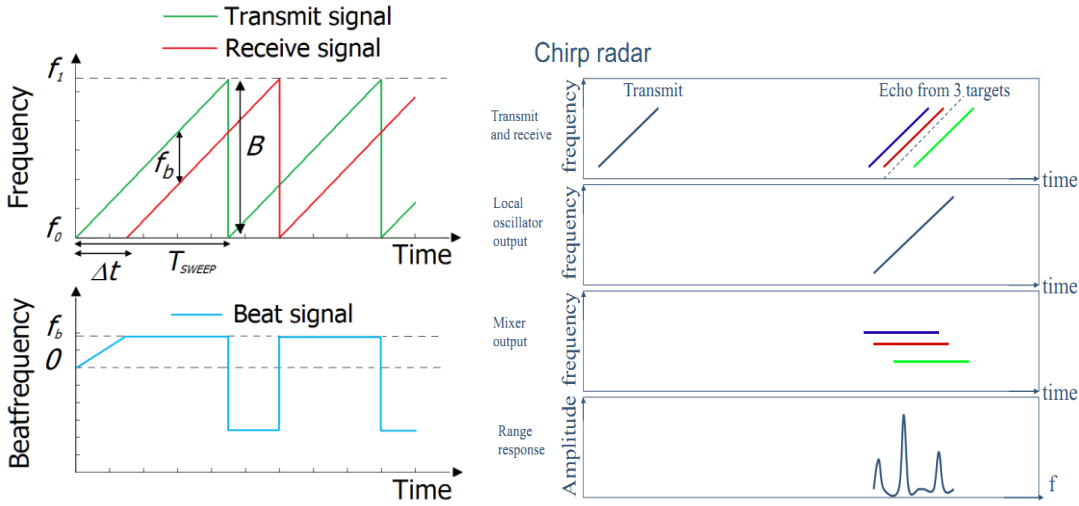 Transmit signal
Receive signal
f1
Frequency
fb
B
f0
Time
Δt
TSWEEP
Beat signal
Beatfrequency
fb
0
Time
Chirp radar
Transmit
and receive
frequency
Transmit
Echo from 3 targets
time
Local
oscillator
output
frequency
Mixer
output
frequency
time
Range
response
Amplitude
f